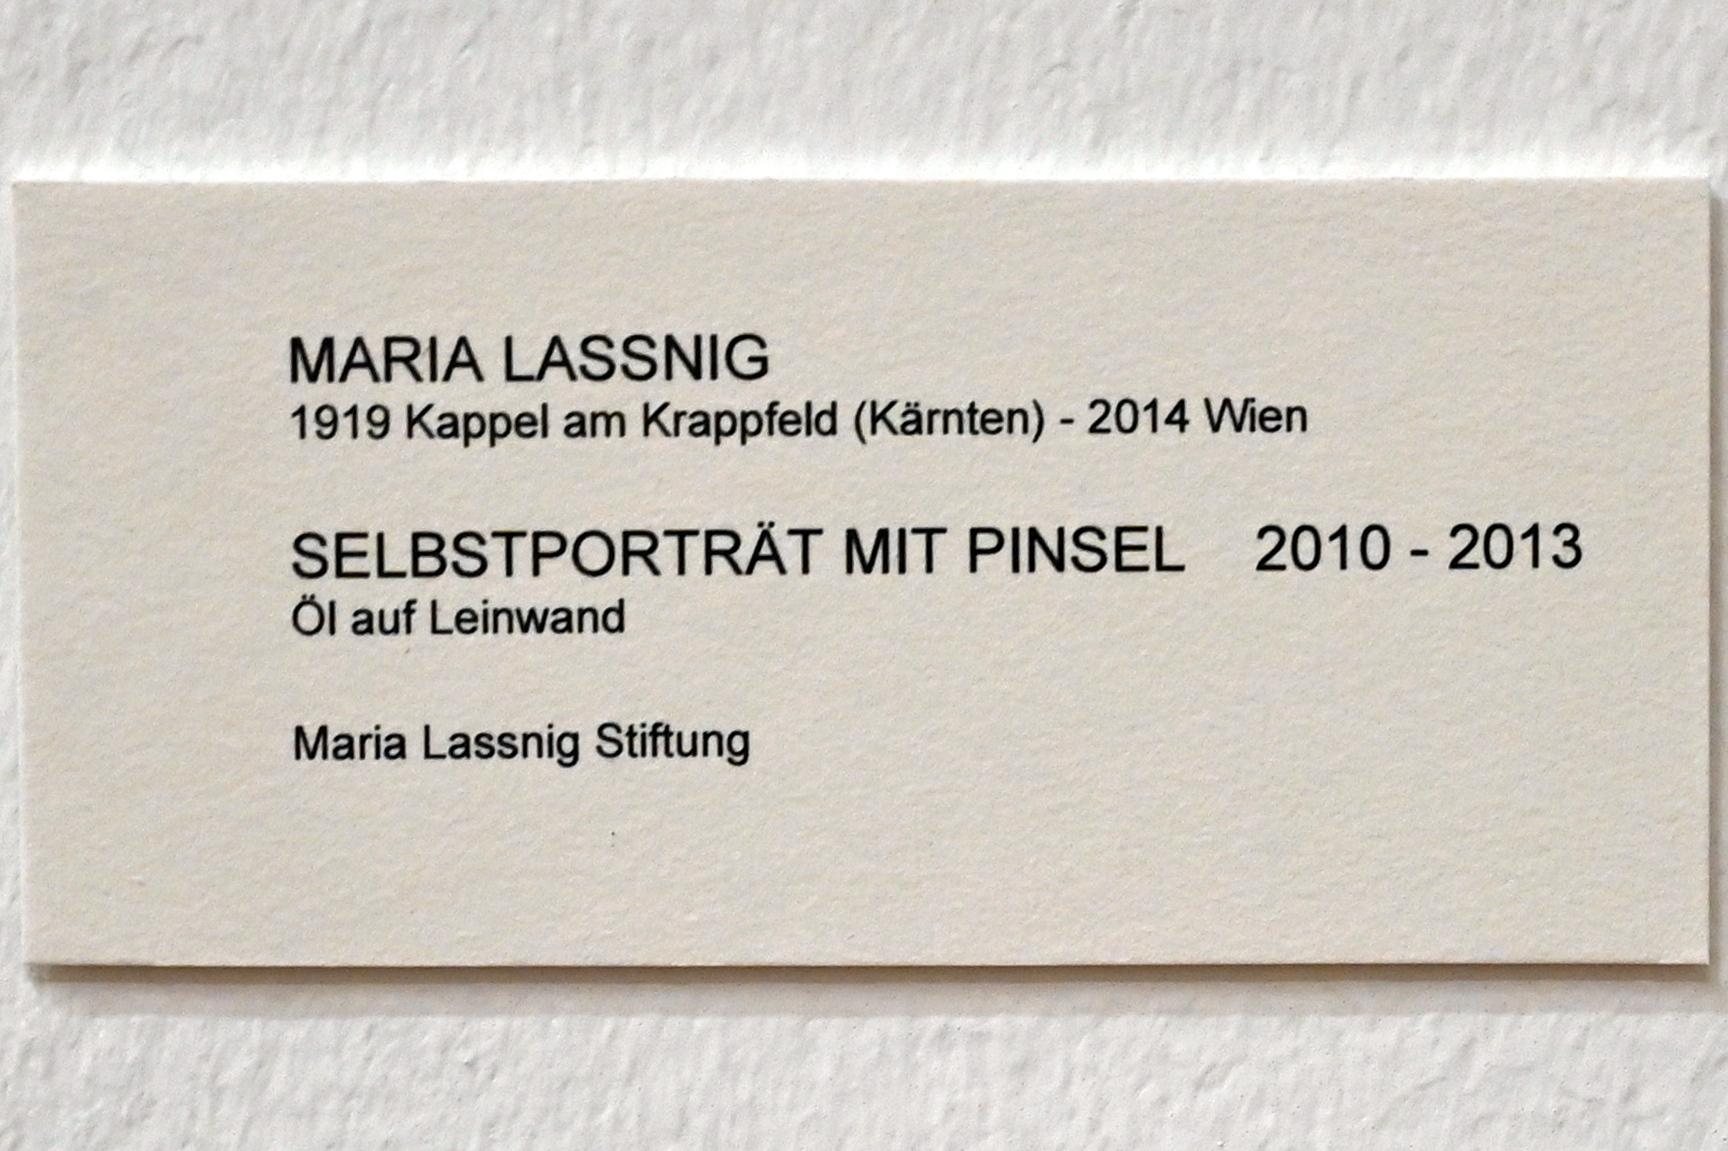 MARIA LASSNIG
1919 Kappel am Krappfeld (Kärnten) - 2014 Wien
SELBSTPORTRÄT MIT PINSEL 2010 - 2013
Öl auf Leinwand
Maria Lassnig Stiftung